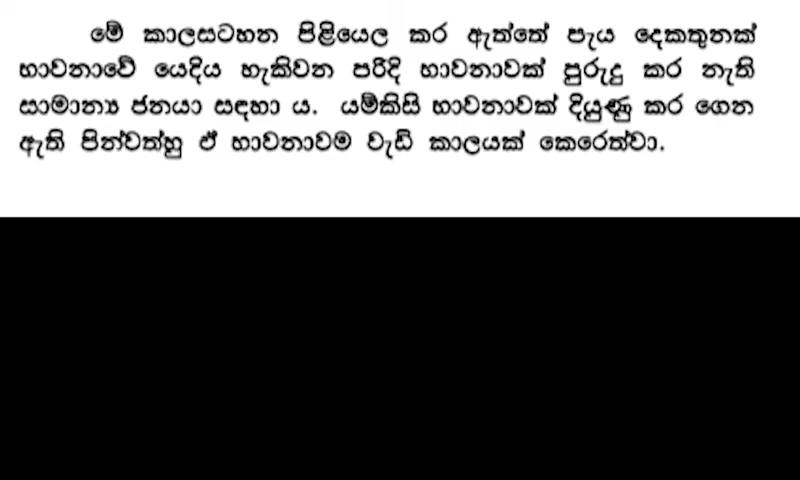 මේ කාලසටහන පිළියෙල කර ඇත්තේ පැය දෙකතුනක්
භාවනාවේ යෙදිය හැකිවන පරිදි භාවනාවක් පුරුදු කර නැති
සාමාන්‍ය ජනයා සඳහා ය. යම්කිසි භාවනාවක් දියුණු කර ගෙන
ඇති පින්වත්හු ඒ භාවනාවම වැඩි කාලයක් කෙරෙත්වා.